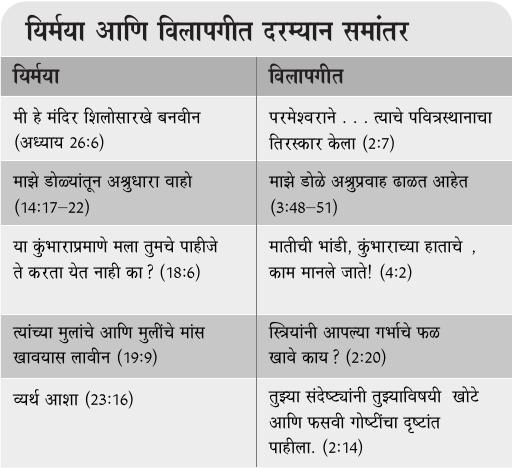 यिर्मया आणि विलापगीत दरम्यान समांतर
यिर्मया
विलापगीत
मी हे मंदिर शिलोसारखे बनवीन
(अध्याय 26:6)
परमेश्वराने . . . त्याचे पवित्रस्थानाचा
तिरस्कार केला (2:7)
माझे डोळ्यांतून अश्रुधारा वाहो
(14:17–22)
माझे डोळे अश्रुप्रवाह ढाळत आहेत
(3:48–51)
या कुंभाराप्रमाणे मला तुमचे पाहीजे
ते करता येत नाही का? (18:6)
मातीची भांडी, कुंभाराच्या हाताचे ,
काम मानले जाते! (4:2)
त्यांच्या मुलांचे आणि मुलींचे मांस
खावयास लावीन (19:9)
स्त्रियांनी आपल्या गर्भाचे फळ
खावे काय? (2:20)
व्यर्थ आशा (23:16)
तुझ्या संदेष्ट्यांनी तुझ्याविषयी खोटे
आणि फसवी गोष्टींचा दृष्टांत
पाहीला. (2:14)